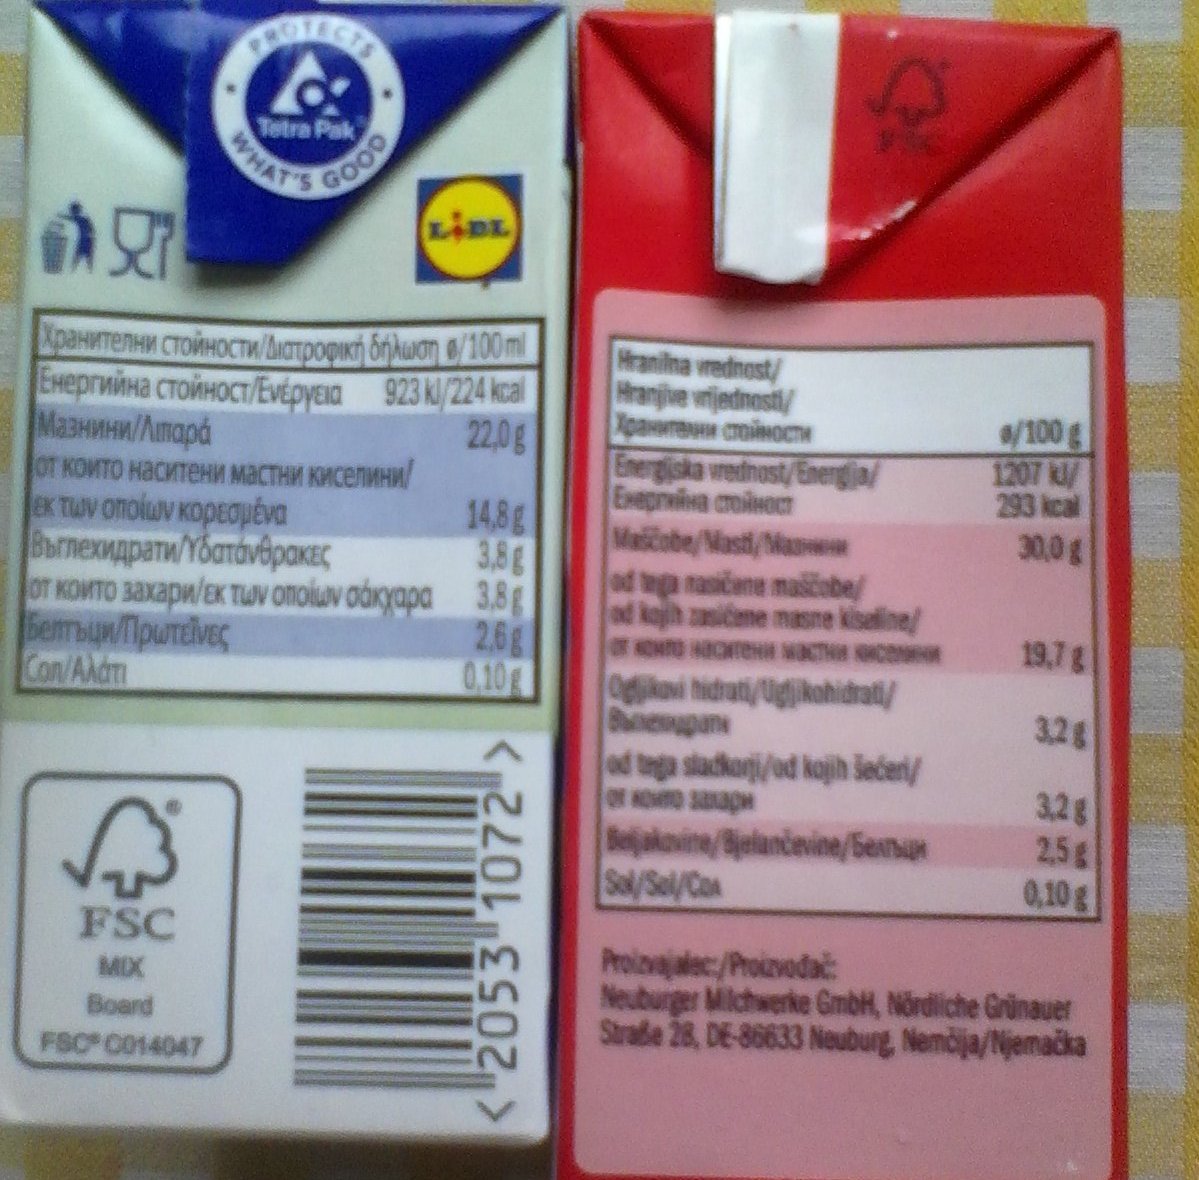 PROTECTS
Tetra Pak
WHAT'S GOOD
LIDL
Хранителни стойности/Διατροφική δήλωση ø/100 ml
Енергийна стойност/Ενέργεια 923 kJ/224 kcal
Мазнини/Λιπαρά 22,0 g
от които наситени мастни киселини/
εκ των οποίων κορεσμένα 14,8 g
Въглехидрати/Υδατάνθρακες 3,8 g
от които захари/εκ των οποίων σάκχαρα 3,8 g
Белтъци/Πρωτεΐνες 2,6 g
Сол/Αλάτι 0,10 g
®
FSC
MIX
Board
FSC® C014047
<2053 1072>
FSC
Hranilna vrednost/
Hranjive vrijednosti/
Хранителни стойности ø/100 g
Energijska vrednost/Energija/ 1207 kJ/
Енергийна стойност 293 kcal
Maščobe/Masti/Мазнини 30,0 g
od tega nasičene maščobe/
od kojih zasićene masne kiseline/
от които наситени мастни киселини 19,7 g
Ogljikovi hidrati/Ugljikohidrati/
Въглехидрати 3,2 g
od tega sladkorji/od kojih šećeri/
от които захари 3,2 g
Beljakovine/Bjelančevine/Белтъци 2,5 g
Sol/Sol/Сол 0,10 g
Proizvajalec:/Proizvođač:
Neuburger Milchwerke GmbH, Nördliche Grünauer
Straße 28, DE-86633 Neuburg, Nemčija/Njemačka